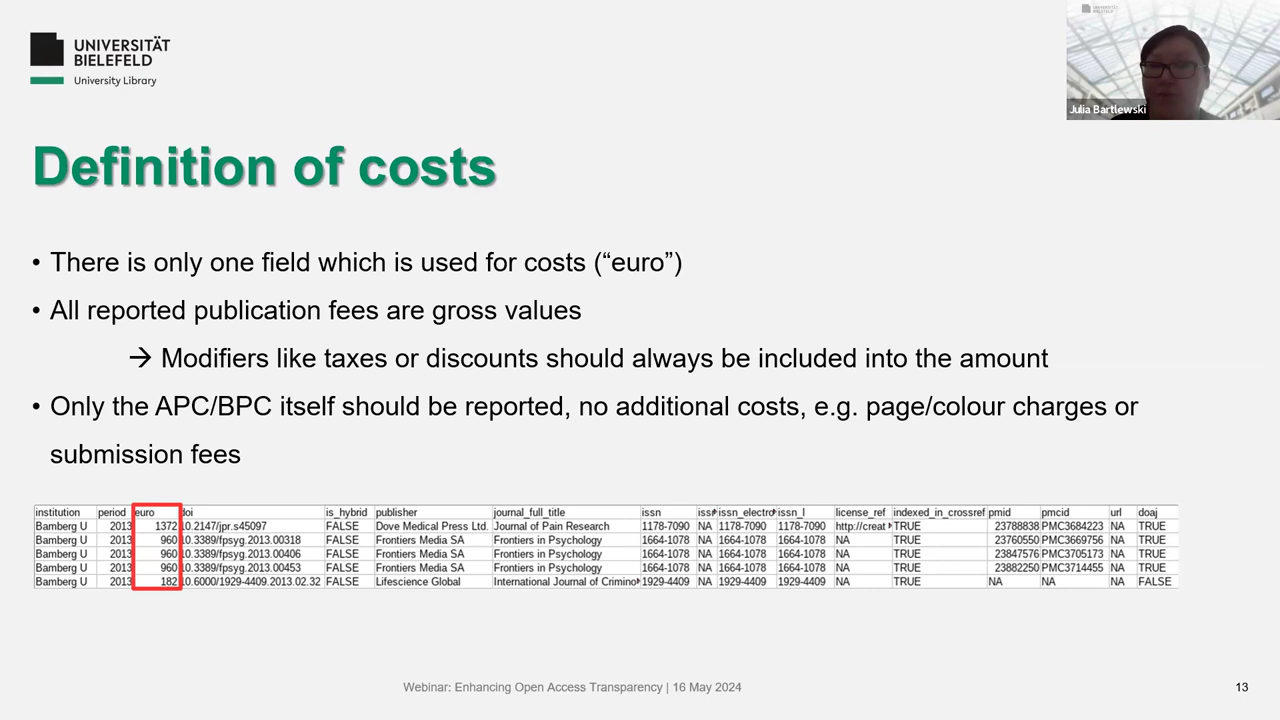 UNIVERSITÄT
BIELEFELD
University Library
Julia Bartlewski
Definition of costs
• There is only one field which is used for costs (“euro”)
• All reported publication fees are gross values
→ Modifiers like taxes or discounts should always be included into the amount
• Only the APC/BPC itself should be reported, no additional costs, e.g. page/colour charges or
submission fees
institution period euro doi is_hybrid publisher journal_full_title issn issn_electro issn_l license_ref indexed_in_crossref pmid pmcid url doaj
Bamberg U 2013 1372 10.2147/jpr.s45097 FALSE Dove Medical Press Ltd. Journal of Pain Research 1178-7090 NA 1178-7090 1178-7090 http://creat TRUE 23788838 PMC3684223 NA TRUE
Bamberg U 2013 960 10.3389/fpsyg.2013.00318 FALSE Frontiers Media SA Frontiers in Psychology 1664-1078 NA 1664-1078 1664-1078 NA TRUE 23760550 PMC3669756 NA TRUE
Bamberg U 2013 960 10.3389/fpsyg.2013.00406 FALSE Frontiers Media SA Frontiers in Psychology 1664-1078 NA 1664-1078 1664-1078 NA TRUE 23847576 PMC3705173 NA TRUE
Bamberg U 2013 960 10.3389/fpsyg.2013.00453 FALSE Frontiers Media SA Frontiers in Psychology 1664-1078 NA 1664-1078 1664-1078 NA TRUE 23882250 PMC3714455 NA TRUE
Bamberg U 2013 182 10.6000/1929-4409.2013.02.32 FALSE Lifescience Global International Journal of Crimino 1929-4409 NA 1929-4409 1929-4409 NA TRUE NA NA NA FALSE
Webinar: Enhancing Open Access Transparency | 16 May 2024
13